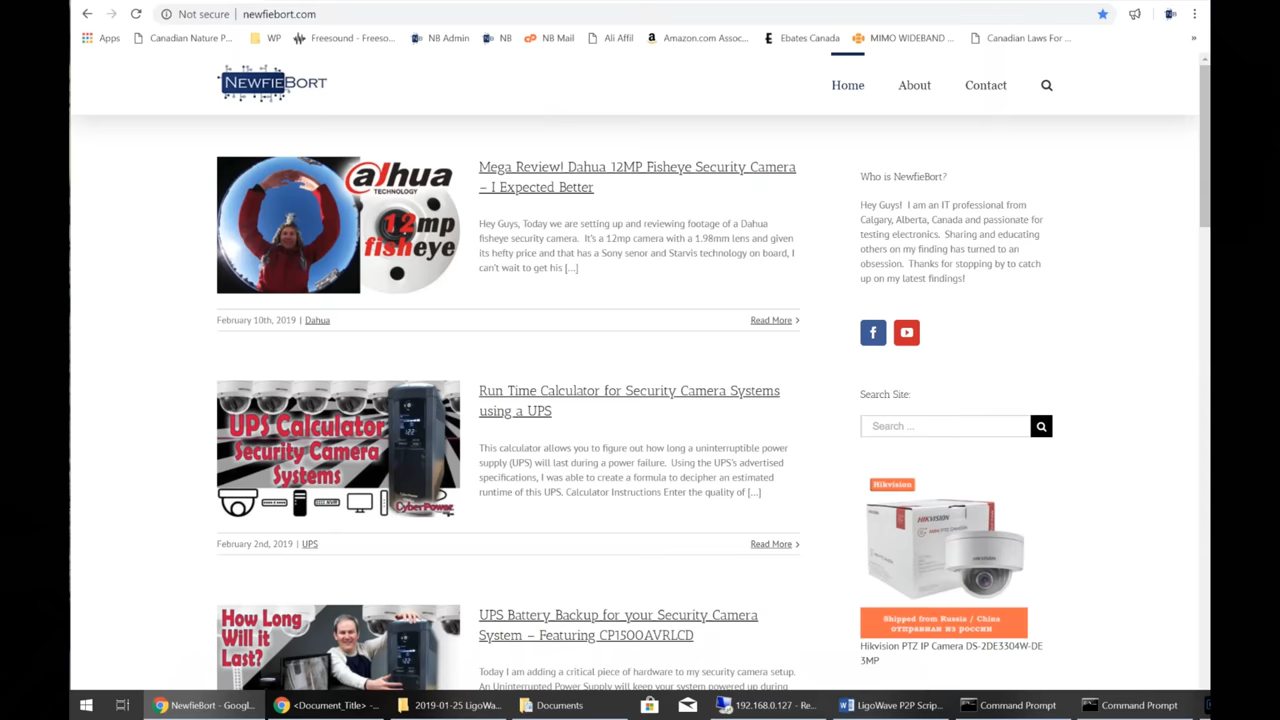 Not secure | newfiebort.com
Apps Canadian Nature P... WP Freesound - Freeso... NB Admin NB NB Mail Ali Affil Amazon.com Assoc... Ebates Canada MIMO WIDEBAND ... Canadian Laws For ... »
NEWFIEBORT
Home About Contact
alhua
TECHNOLOGY
12mp
fisheye
Mega Review! Dahua 12MP Fisheye Security Camera
– I Expected Better
Hey Guys, Today we are setting up and reviewing footage of a Dahua
fisheye security camera. It's a 12mp camera with a 1.98mm lens and given
its hefty price and that has a Sony senor and Starvis technology on board, I
can't wait to get his [...]
February 10th, 2019 | Dahua Read More >
UPS Calculator
Security Camera
Systems
CyberPower
Run Time Calculator for Security Camera Systems
using a UPS
This calculator allows you to figure out how long a uninterruptible power
supply (UPS) will last during a power failure. Using the UPS's advertised
specifications, I was able to create a formula to decipher an estimated
runtime of this UPS. Calculator Instructions Enter the quality of [...]
February 2nd, 2019 | UPS Read More >
How Long
Will it
Last?
UPS Battery Backup for your Security Camera
System – Featuring CP1500AVRLCD
Today I am adding a critical piece of hardware to my security camera setup.
An Uninterrupted Power Supply will keep your system powered up during
Who is NewfieBort?
Hey Guys! I am an IT professional from
Calgary, Alberta, Canada and passionate for
testing electronics. Sharing and educating
others on my finding has turned to an
obsession. Thanks for stopping by to catch
up on my latest findings!
Search Site:
Search ...
Hikvision
HIKVISION
Shipped from Russia / China
отправлаи из россии
Hikvision PTZ IP Camera DS-2DE3304W-DE
3MP
NewfieBort - Googl... <Document_Title> -... 2019-01-25 LigoWa... Documents 192.168.0.127 - Re... LigoWave P2P Scrip... Command Prompt Command Prompt